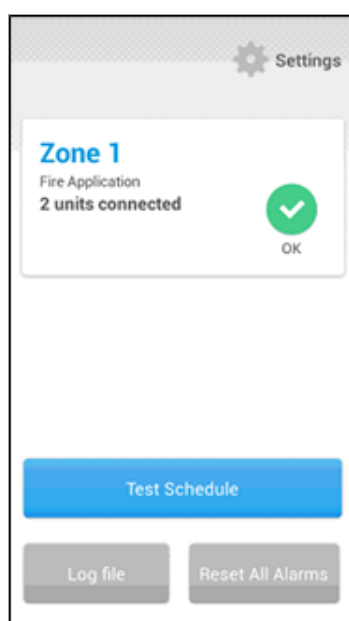 Settings
Zone 1
Fire Application
2 units connected
OK
Test Schedule
Log file
Reset All Alarms